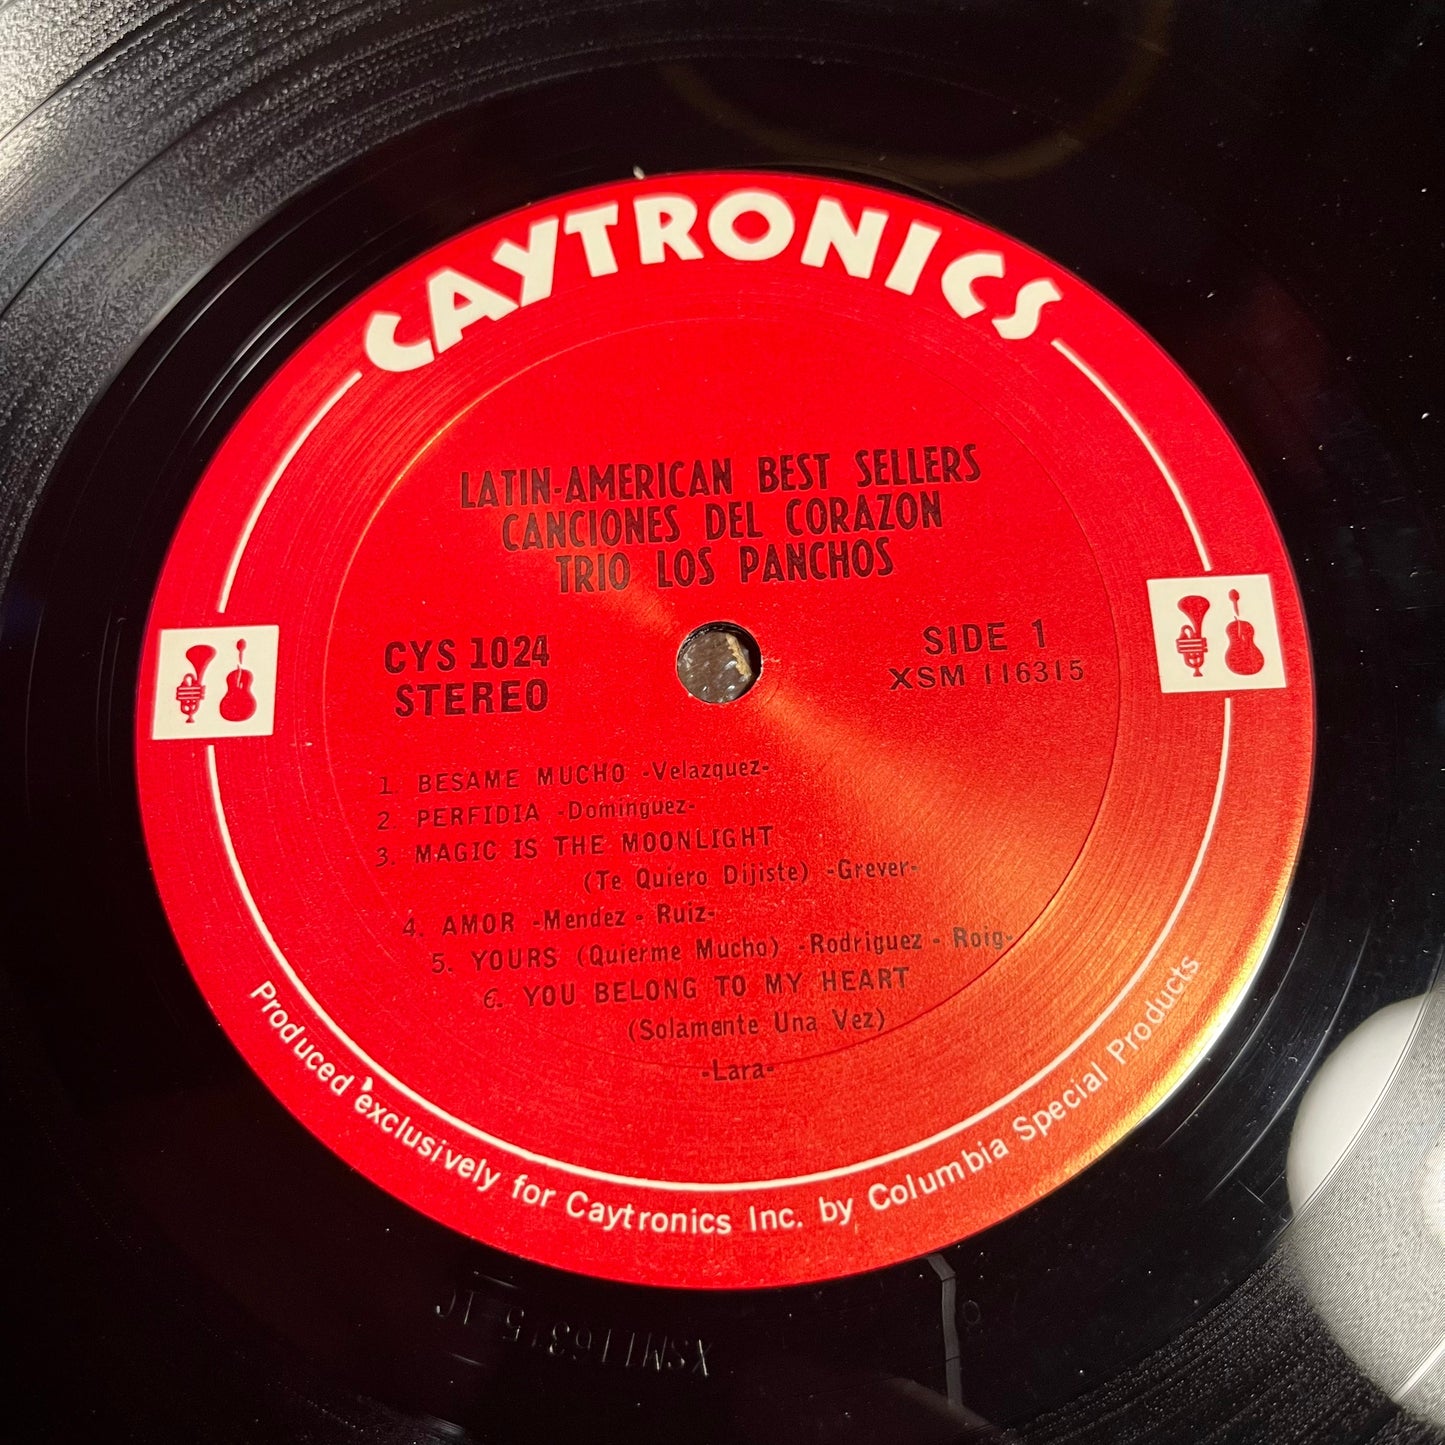 CAYTRONICS
LATIN-AMERICAN BEST SELLERS
CANCIONES DEL CORAZON
TRIO LOS PANCHOS
CYS 1024
STEREO
SIDE 1
XSM 116315
1. BESAME MUCHO -Velazquez-
2. PERFIDIA -Dominguez-
3. MAGIC IS THE MOONLIGHT
(Te Quiero Dijiste) -Grever-
4. AMOR -Mendez - Ruiz-
5. YOURS (Quierme Mucho) -Rodriguez - Roig-
6. YOU BELONG TO MY HEART
(Solamente Una Vez)
-Lara-
Produced exclusively for Caytronics Inc. by Columbia Special Products
XSM116315-1C